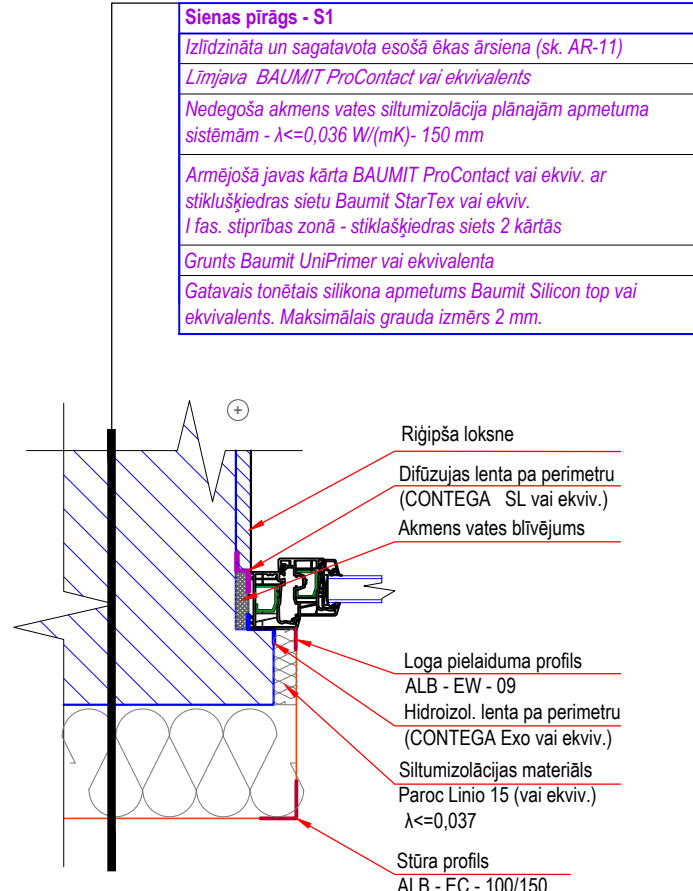 Sienas pīrāgs - S1
Izlīdzināta un sagatavota esošā ēkas ārsiena (sk. AR-11)
Līmjava BAUMIT ProContact vai ekvivalents
Nedegoša akmens vates siltumizolācija plānajām apmetuma
sistēmām - λ<=0,036 W/(mK)- 150 mm
Armējošā javas kārta BAUMIT ProContact vai ekviv. ar
stiklušķiedras sietu Baumit StarTex vai ekviv.
I fas. stiprības zonā - stiklašķiedras siets 2 kārtās
Grunts Baumit UniPrimer vai ekvivalenta
Gatavais tonētais silikona apmetums Baumit Silicon top vai
ekvivalents. Maksimālais grauda izmērs 2 mm.
Riģipša loksne
Difūzujas lenta pa perimetru
(CONTEGA SL vai ekviv.)
Akmens vates blīvējums
Loga pielaiduma profils
ALB - EW - 09
Hidroizol. lenta pa perimetru
(CONTEGA Exo vai ekviv.)
Siltumizolācijas materiāls
Paroc Linio 15 (vai ekviv.)
λ<=0,037
Stūra profils
ALB - EC - 100/150